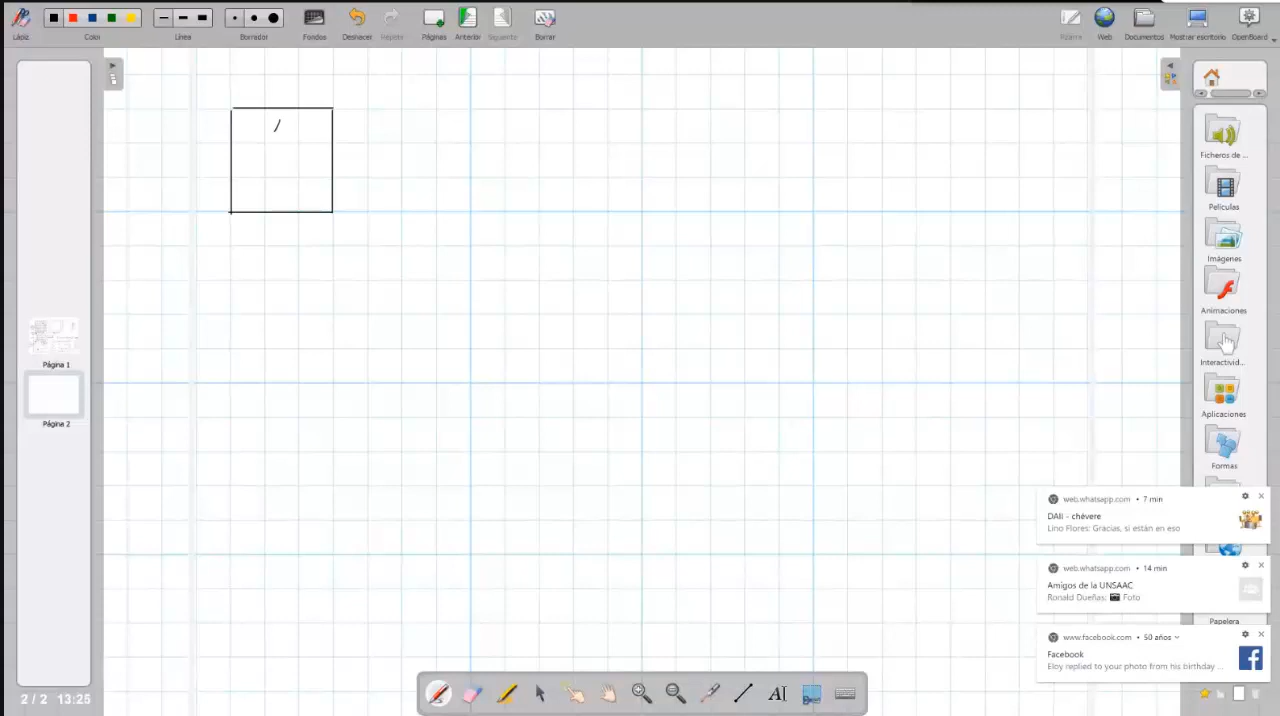 Lápiz
Color
Línea
Borrador
Fondos
Deshacer
Repetir
Páginas
Anterior
Siguiente
Borrar
Pizarra
Web
Documentos
Mostrar escritorio
OpenBoard
Ficheros de ...
Películas
Imágenes
Animaciones
Interactivid...
Aplicaciones
Formas
Página 1
Página 2
web.whatsapp.com • 7 min
DAII - chévere
Lino Flores: Gracias, si están en eso
web.whatsapp.com • 14 min
Amigos de la UNSAAC
Ronald Dueñas: Foto
Papelera
www.facebook.com • 50 años
Facebook
Eloy replied to your photo from his birthday ...
AI
2 / 2 13:25